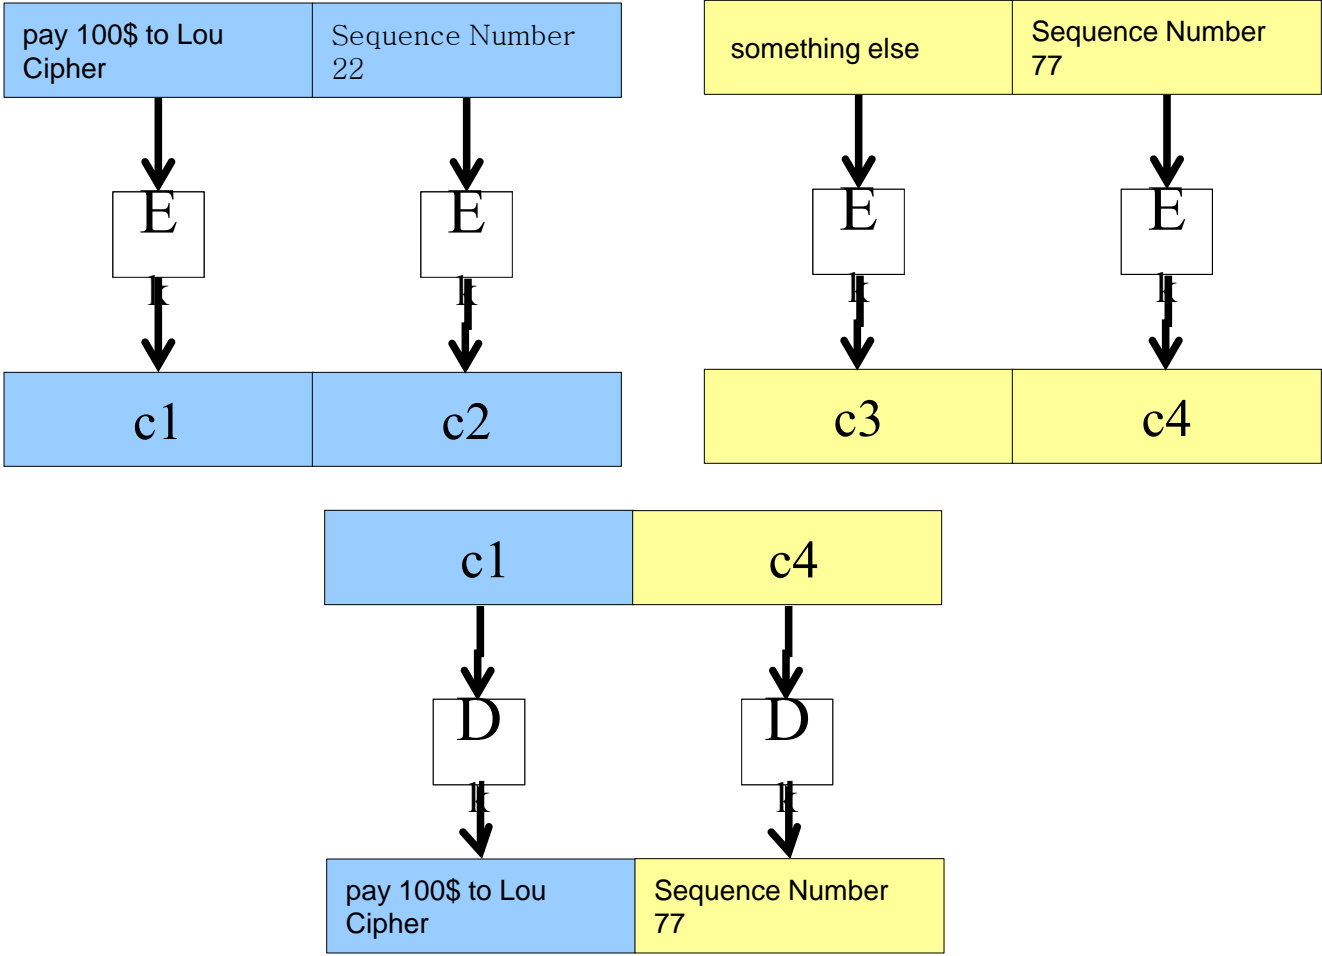 pay 100$ to Lou
Cipher
Sequence Number
22
something else
Sequence Number
77
E
k
E
k
E
k
E
k
c1
c2
c3
c4
c1
c4
D
k
D
k
pay 100$ to Lou
Cipher
Sequence Number
77